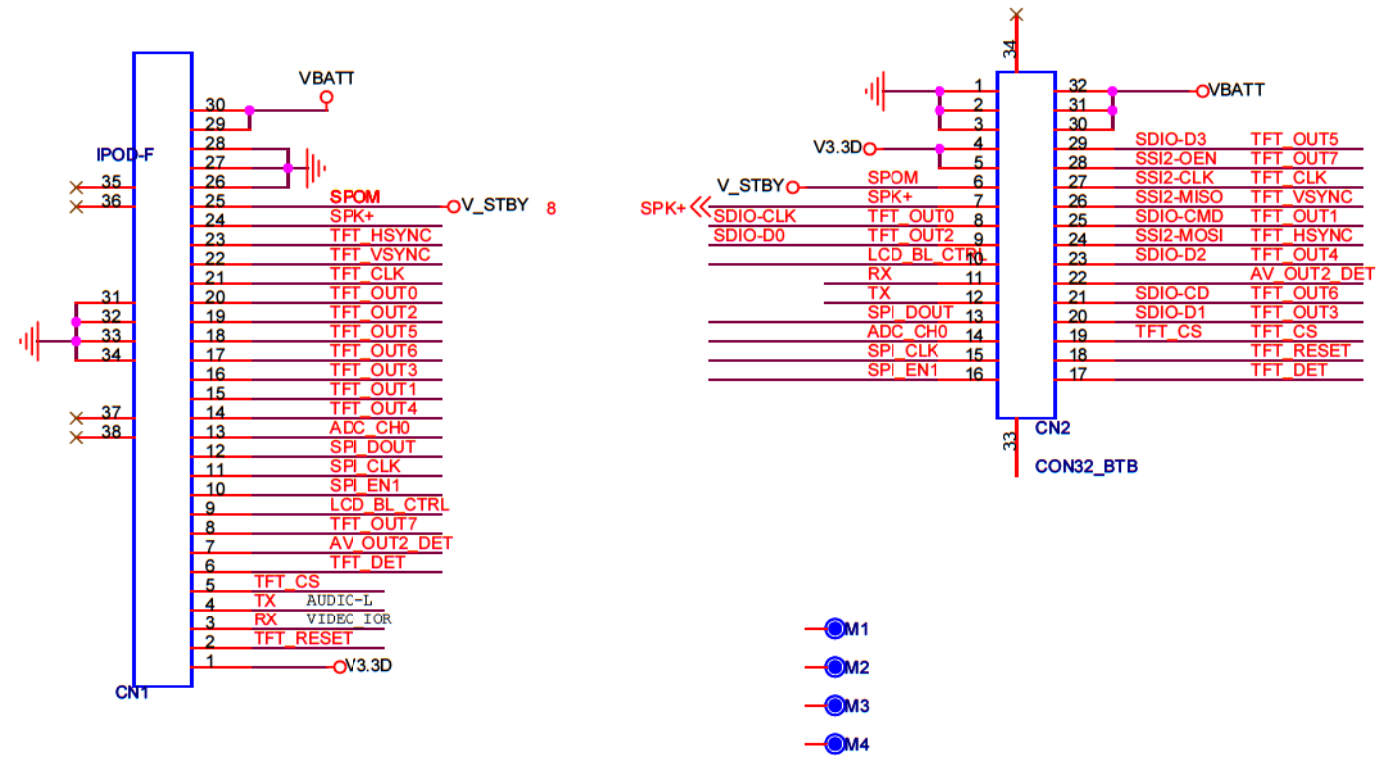 VBATT
30
29
28
IPOD-F
27
35
26
36
25 SPOM V_STBY 8
24 SPK+
23 TFT_HSYNC
22 TFT_VSYNC
21 TFT_CLK
31
20 TFT_OUT0
32
19 TFT_OUT2
33
18 TFT_OUT5
34
17 TFT_OUT6
16 TFT_OUT3
15 TFT_OUT1
37
14 TFT_OUT4
38
13 ADC_CH0
12 SPI_DOUT
11 SPI_CLK
10 SPI_EN1
9 LCD_BL_CTRL
8 TFT_OUT7
7 AV_OUT2_DET
6 TFT_DET
5 TFT_CS
4 TX AUDIO-L
3 RX VIDEO_IOR
2 TFT_RESET
1 V3.3D
CN1
34
1
2
3
V3.3D 4
5
V_STBY SPOM 6
SPK+ SPK+ 7
SDIO-CLK TFT_OUT0 8
SDIO-D0 TFT_OUT2 9
LCD_BL_CTRL 10
RX 11
TX 12
SPI_DOUT 13
ADC_CH0 14
SPI_CLK 15
SPI_EN1 16
32 VBATT
31
30
29 SDIO-D3 TFT_OUT5
28 SSI2-OEN TFT_OUT7
27 SSI2-CLK TFT_CLK
26 SSI2-MISO TFT_VSYNC
25 SDIO-CMD TFT_OUT1
24 SSI2-MOSI TFT_HSYNC
23 SDIO-D2 TFT_OUT4
22 AV_OUT2_DET
21 SDIO-CD TFT_OUT6
20 SDIO-D1 TFT_OUT3
19 TFT_CS TFT_CS
18 TFT_RESET
17 TFT_DET
33
CN2
CON32_BTB
M1
M2
M3
M4